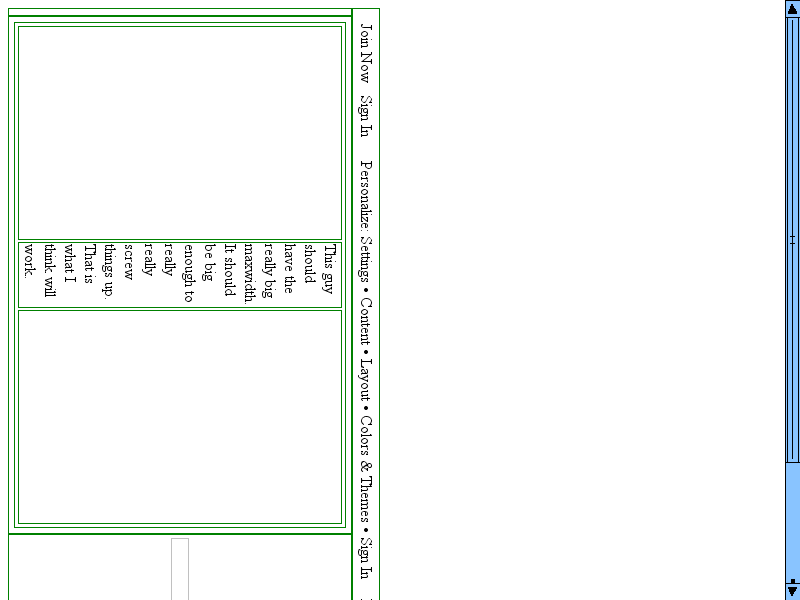 Join Now Sign In Personalize: Settings • Content • Layout • Colors & Themes • Sign In
This guy
should
have the
really big
maxwidth.
It should
be big
enough to
really
really
screw
things up.
That is
what I
think will
work.